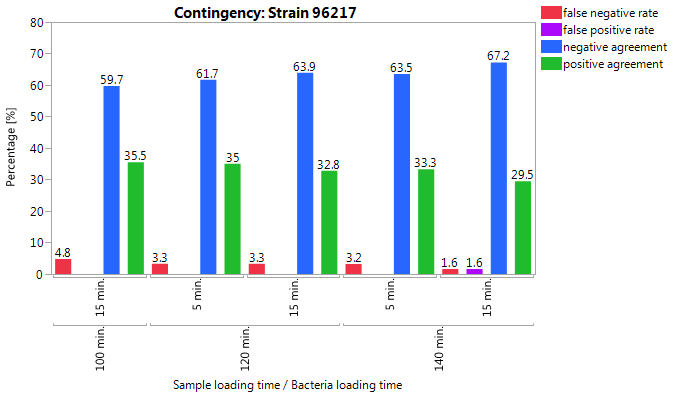 Contingency: Strain 96217
false negative rate
false positive rate
negative agreement
positive agreement
Percentage [%]
80
70
60
50
40
30
20
10
0
4.8
59.7
35.5
3.3
61.7
35
3.3
63.9
32.8
3.2
63.5
33.3
1.6
1.6
67.2
29.5
15 min.
5 min.
15 min.
5 min.
15 min.
100 min.
120 min.
140 min.
Sample loading time / Bacteria loading time